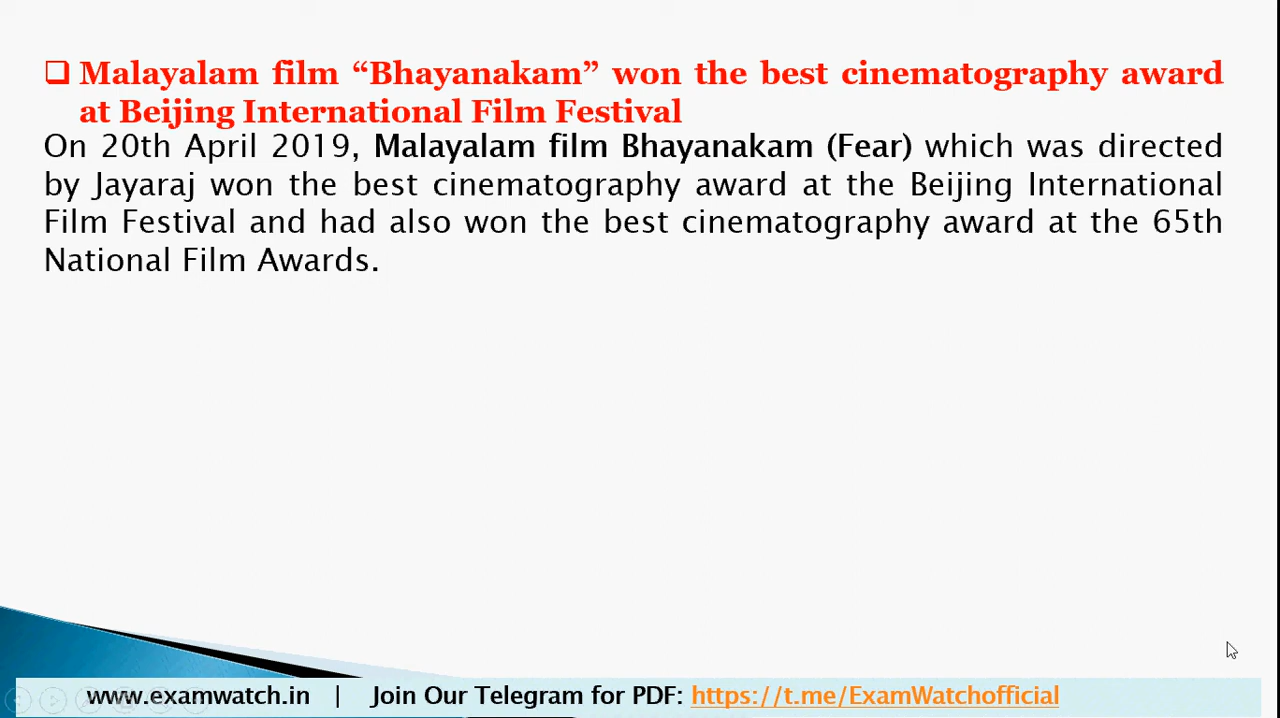 Malayalam film “Bhayanakam” won the best cinematography award
at Beijing International Film Festival
On 20th April 2019, Malayalam film Bhayanakam (Fear) which was directed
by Jayaraj won the best cinematography award at the Beijing International
Film Festival and had also won the best cinematography award at the 65th
National Film Awards.
www.examwatch.in | Join Our Telegram for PDF: https://t.me/ExamWatchofficial